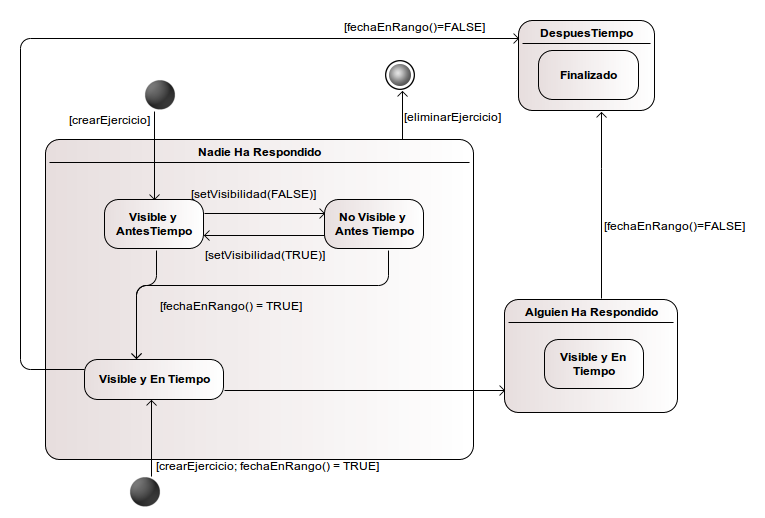 [fechaEnRango()=FALSE]
DespuesTiempo
Finalizado
[crearEjercicio]
[eliminarEjercicio]
Nadie Ha Respondido
[setVisibilidad(FALSE)]
Visible y
AntesTiempo
No Visible y
Antes Tiempo
[setVisibilidad(TRUE)]
[fechaEnRango()=FALSE]
[fechaEnRango() = TRUE]
Alguien Ha Respondido
Visible y En
Tiempo
Visible y En Tiempo
[crearEjercicio; fechaEnRango() = TRUE]